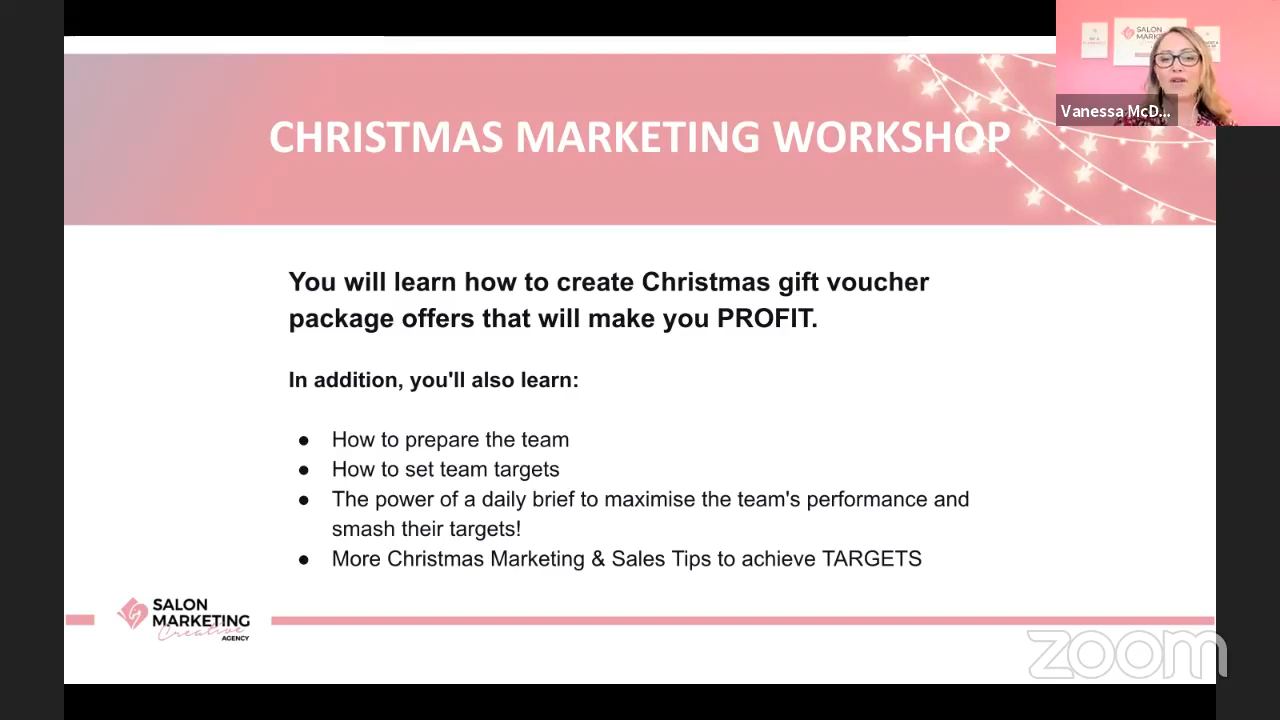 CHRISTMAS MARKETING WORKSHOP
SALON
Vanessa McD...
You will learn how to create Christmas gift voucher
package offers that will make you PROFIT.
In addition, you'll also learn:
● How to prepare the team
● How to set team targets
● The power of a daily brief to maximise the team's performance and
smash their targets!
● More Christmas Marketing & Sales Tips to achieve TARGETS
SALON
MARKETING
Creative
AGENCY
zoom